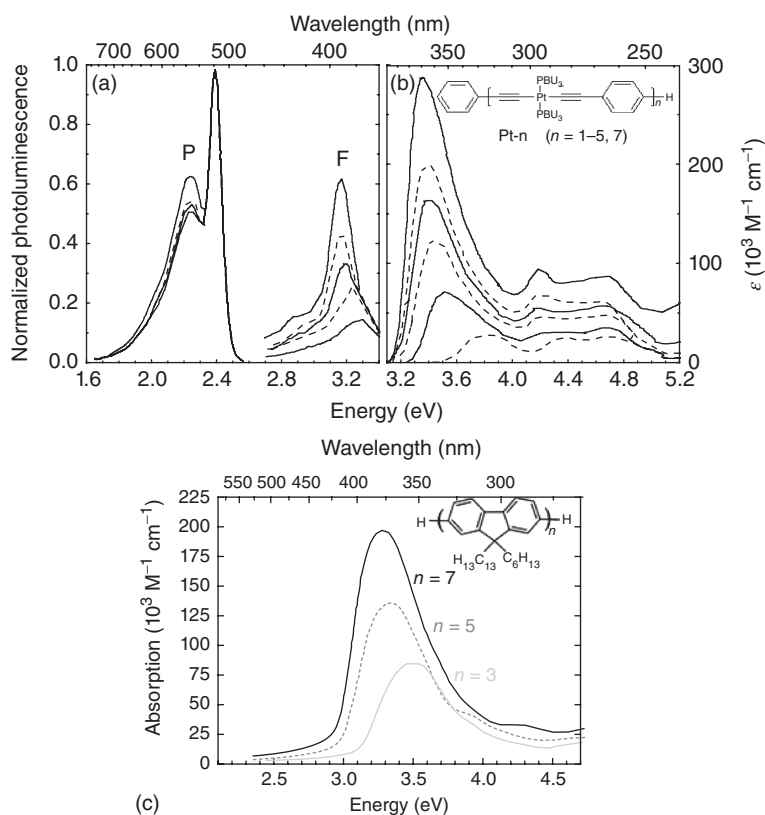 Wavelength (nm)
700 600 500 400
(a)
P
F
1.0
0.8
0.6
0.4
0.2
0.0
Normalized photoluminescence
1.6 2.0 2.4 2.8 3.2
350 300 250
(b)
PBU3
Pt
PBU3
n
H
Pt-n (n = 1–5, 7)
300
200
100
0
ε (10³ M⁻¹ cm⁻¹)
3.2 3.6 4.0 4.4 4.8 5.2
Energy (eV)
Wavelength (nm)
550 500 450 400 350 300
225
200
175
150
125
100
75
50
25
0
Absorption (10³ M⁻¹ cm⁻¹)
H
n
H
H13C13 C6H13
n = 7
n = 5
n = 3
2.5 3.0 3.5 4.0 4.5
Energy (eV)
(c)